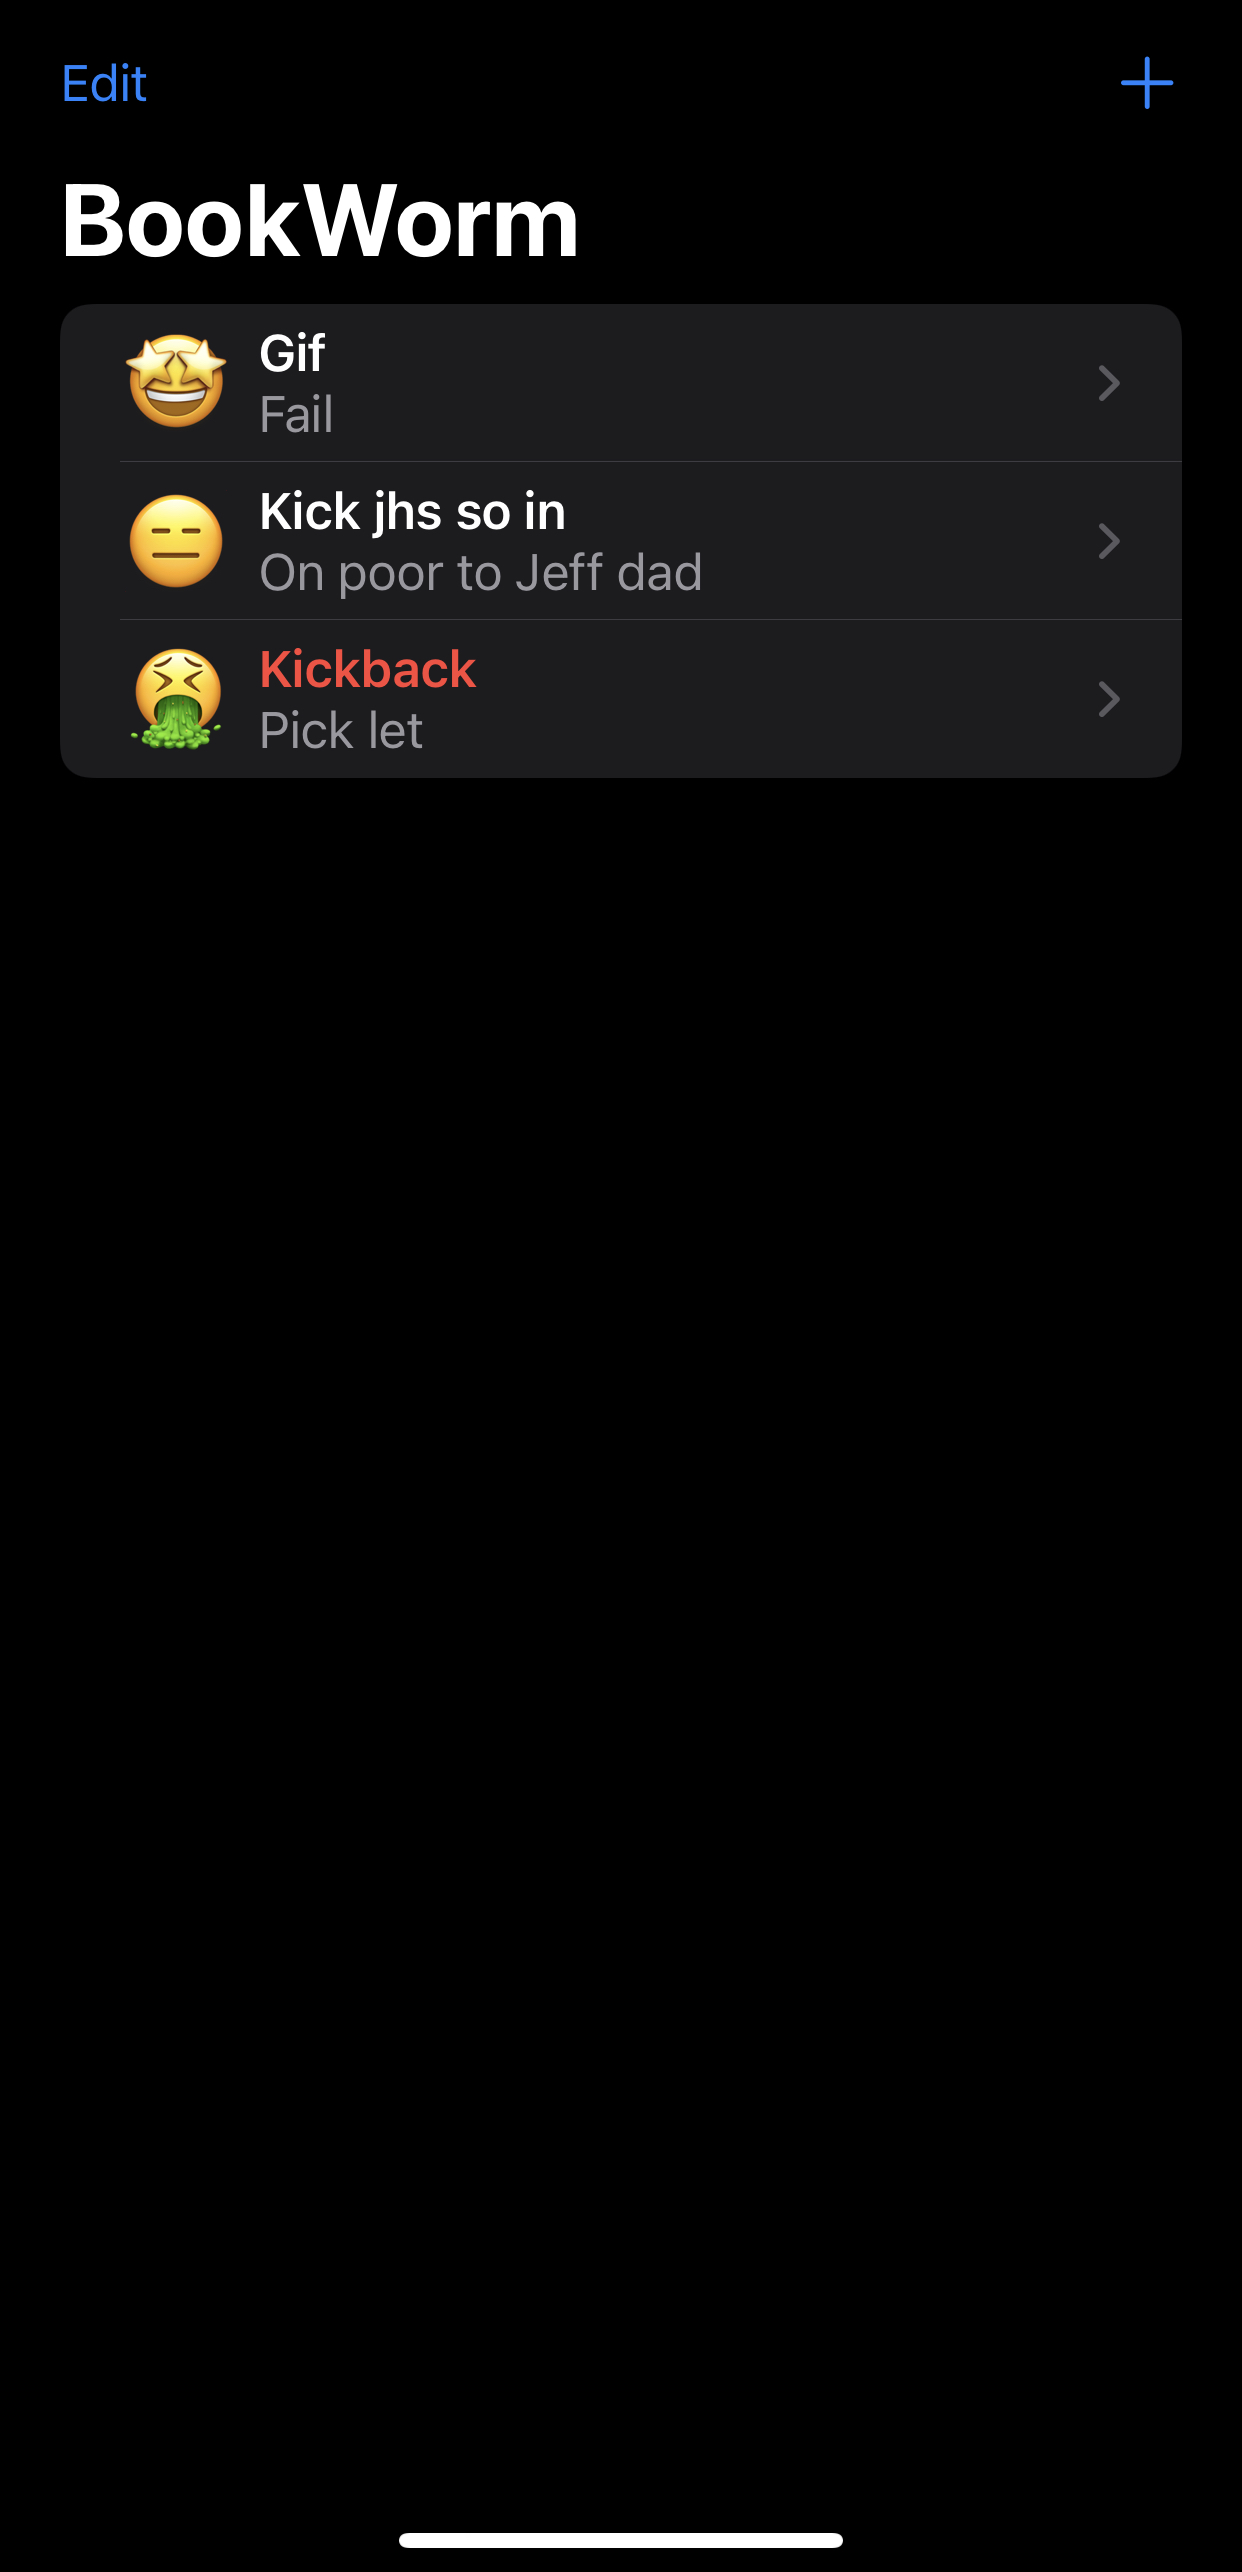 Edit
BookWorm
Gif
Fail
Kick jhs so in
On poor to Jeff dad
Kickback
Pick let